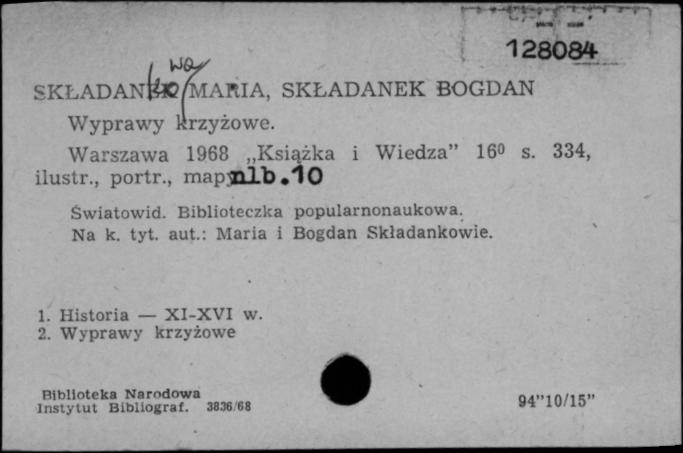 128084
SKŁADANKOWA MARIA, SKŁADANEK BOGDAN
Wyprawy krzyżowe.
Warszawa 1968 „Książka i Wiedza” 16⁰ s. 334,
ilustr., portr., mapy nlb.10
Światowid. Biblioteczka popularnonaukowa.
Na k. tyt. aut.: Maria i Bogdan Składankowie.
1. Historia — XI-XVI w.
2. Wyprawy krzyżowe
Biblioteka Narodowa
Instytut Bibliograf. 3836/68
94”10/15”